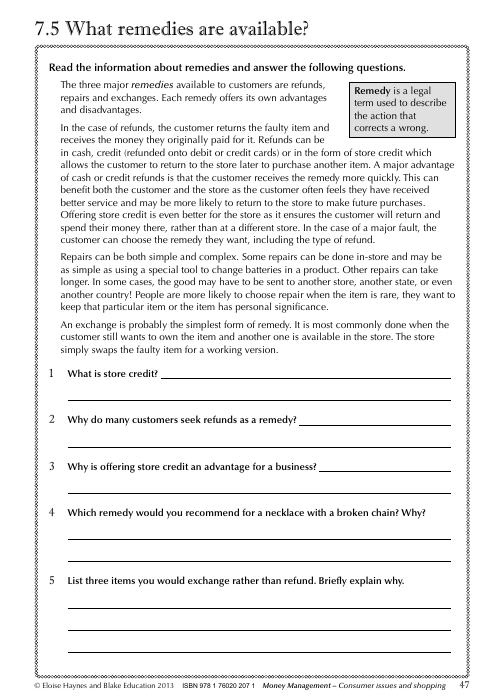 7.5 What remedies are available?
Read the information about remedies and answer the following questions.
The three major remedies available to customers are refunds,
repairs and exchanges. Each remedy offers its own advantages
and disadvantages.
Remedy is a legal
term used to describe
the action that
corrects a wrong.
In the case of refunds, the customer returns the faulty item and
receives the money they originally paid for it. Refunds can be
in cash, credit (refunded onto debit or credit cards) or in the form of store credit which
allows the customer to return to the store later to purchase another item. A major advantage
of cash or credit refunds is that the customer receives the remedy more quickly. This can
benefit both the customer and the store as the customer often feels they have received
better service and may be more likely to return to the store to make future purchases.
Offering store credit is even better for the store as it ensures the customer will return and
spend their money there, rather than at a different store. In the case of a major fault, the
customer can choose the remedy they want, including the type of refund.
Repairs can be both simple and complex. Some repairs can be done in-store and may be
as simple as using a special tool to change batteries in a product. Other repairs can take
longer. In some cases, the good may have to be sent to another store, another state, or even
another country! People are more likely to choose repair when the item is rare, they want to
keep that particular item or the item has personal significance.
An exchange is probably the simplest form of remedy. It is most commonly done when the
customer still wants to own the item and another one is available in the store. The store
simply swaps the faulty item for a working version.
1 What is store credit?
2 Why do many customers seek refunds as a remedy?
3 Why is offering store credit an advantage for a business?
4 Which remedy would you recommend for a necklace with a broken chain? Why?
5 List three items you would exchange rather than refund. Briefly explain why.
© Eloise Haynes and Blake Education 2013 ISBN 978 1 76020 207 1 Money Management – Consumer issues and shopping 47